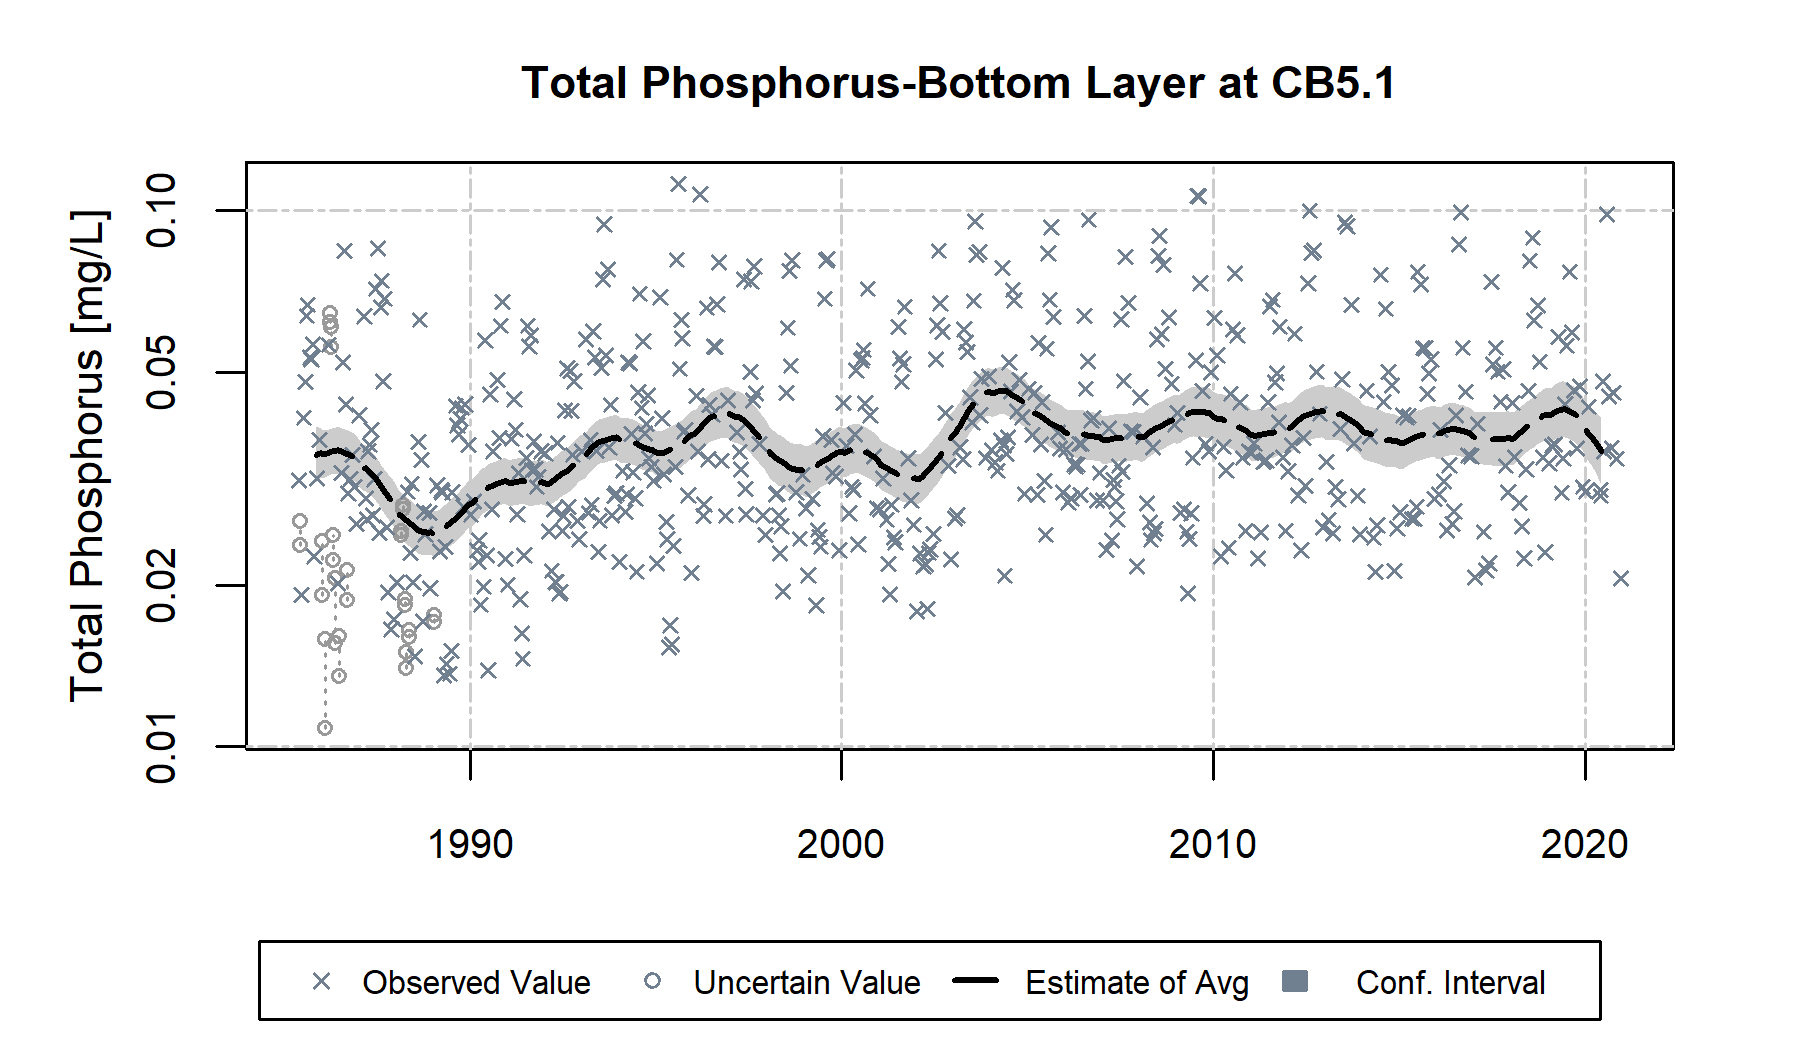 Total Phosphorus-Bottom Layer at CB5.1
Total Phosphorus [mg/L]
0.10
0.05
0.02
0.01
1990 2000 2010 2020
Observed Value Uncertain Value Estimate of Avg Conf. Interval